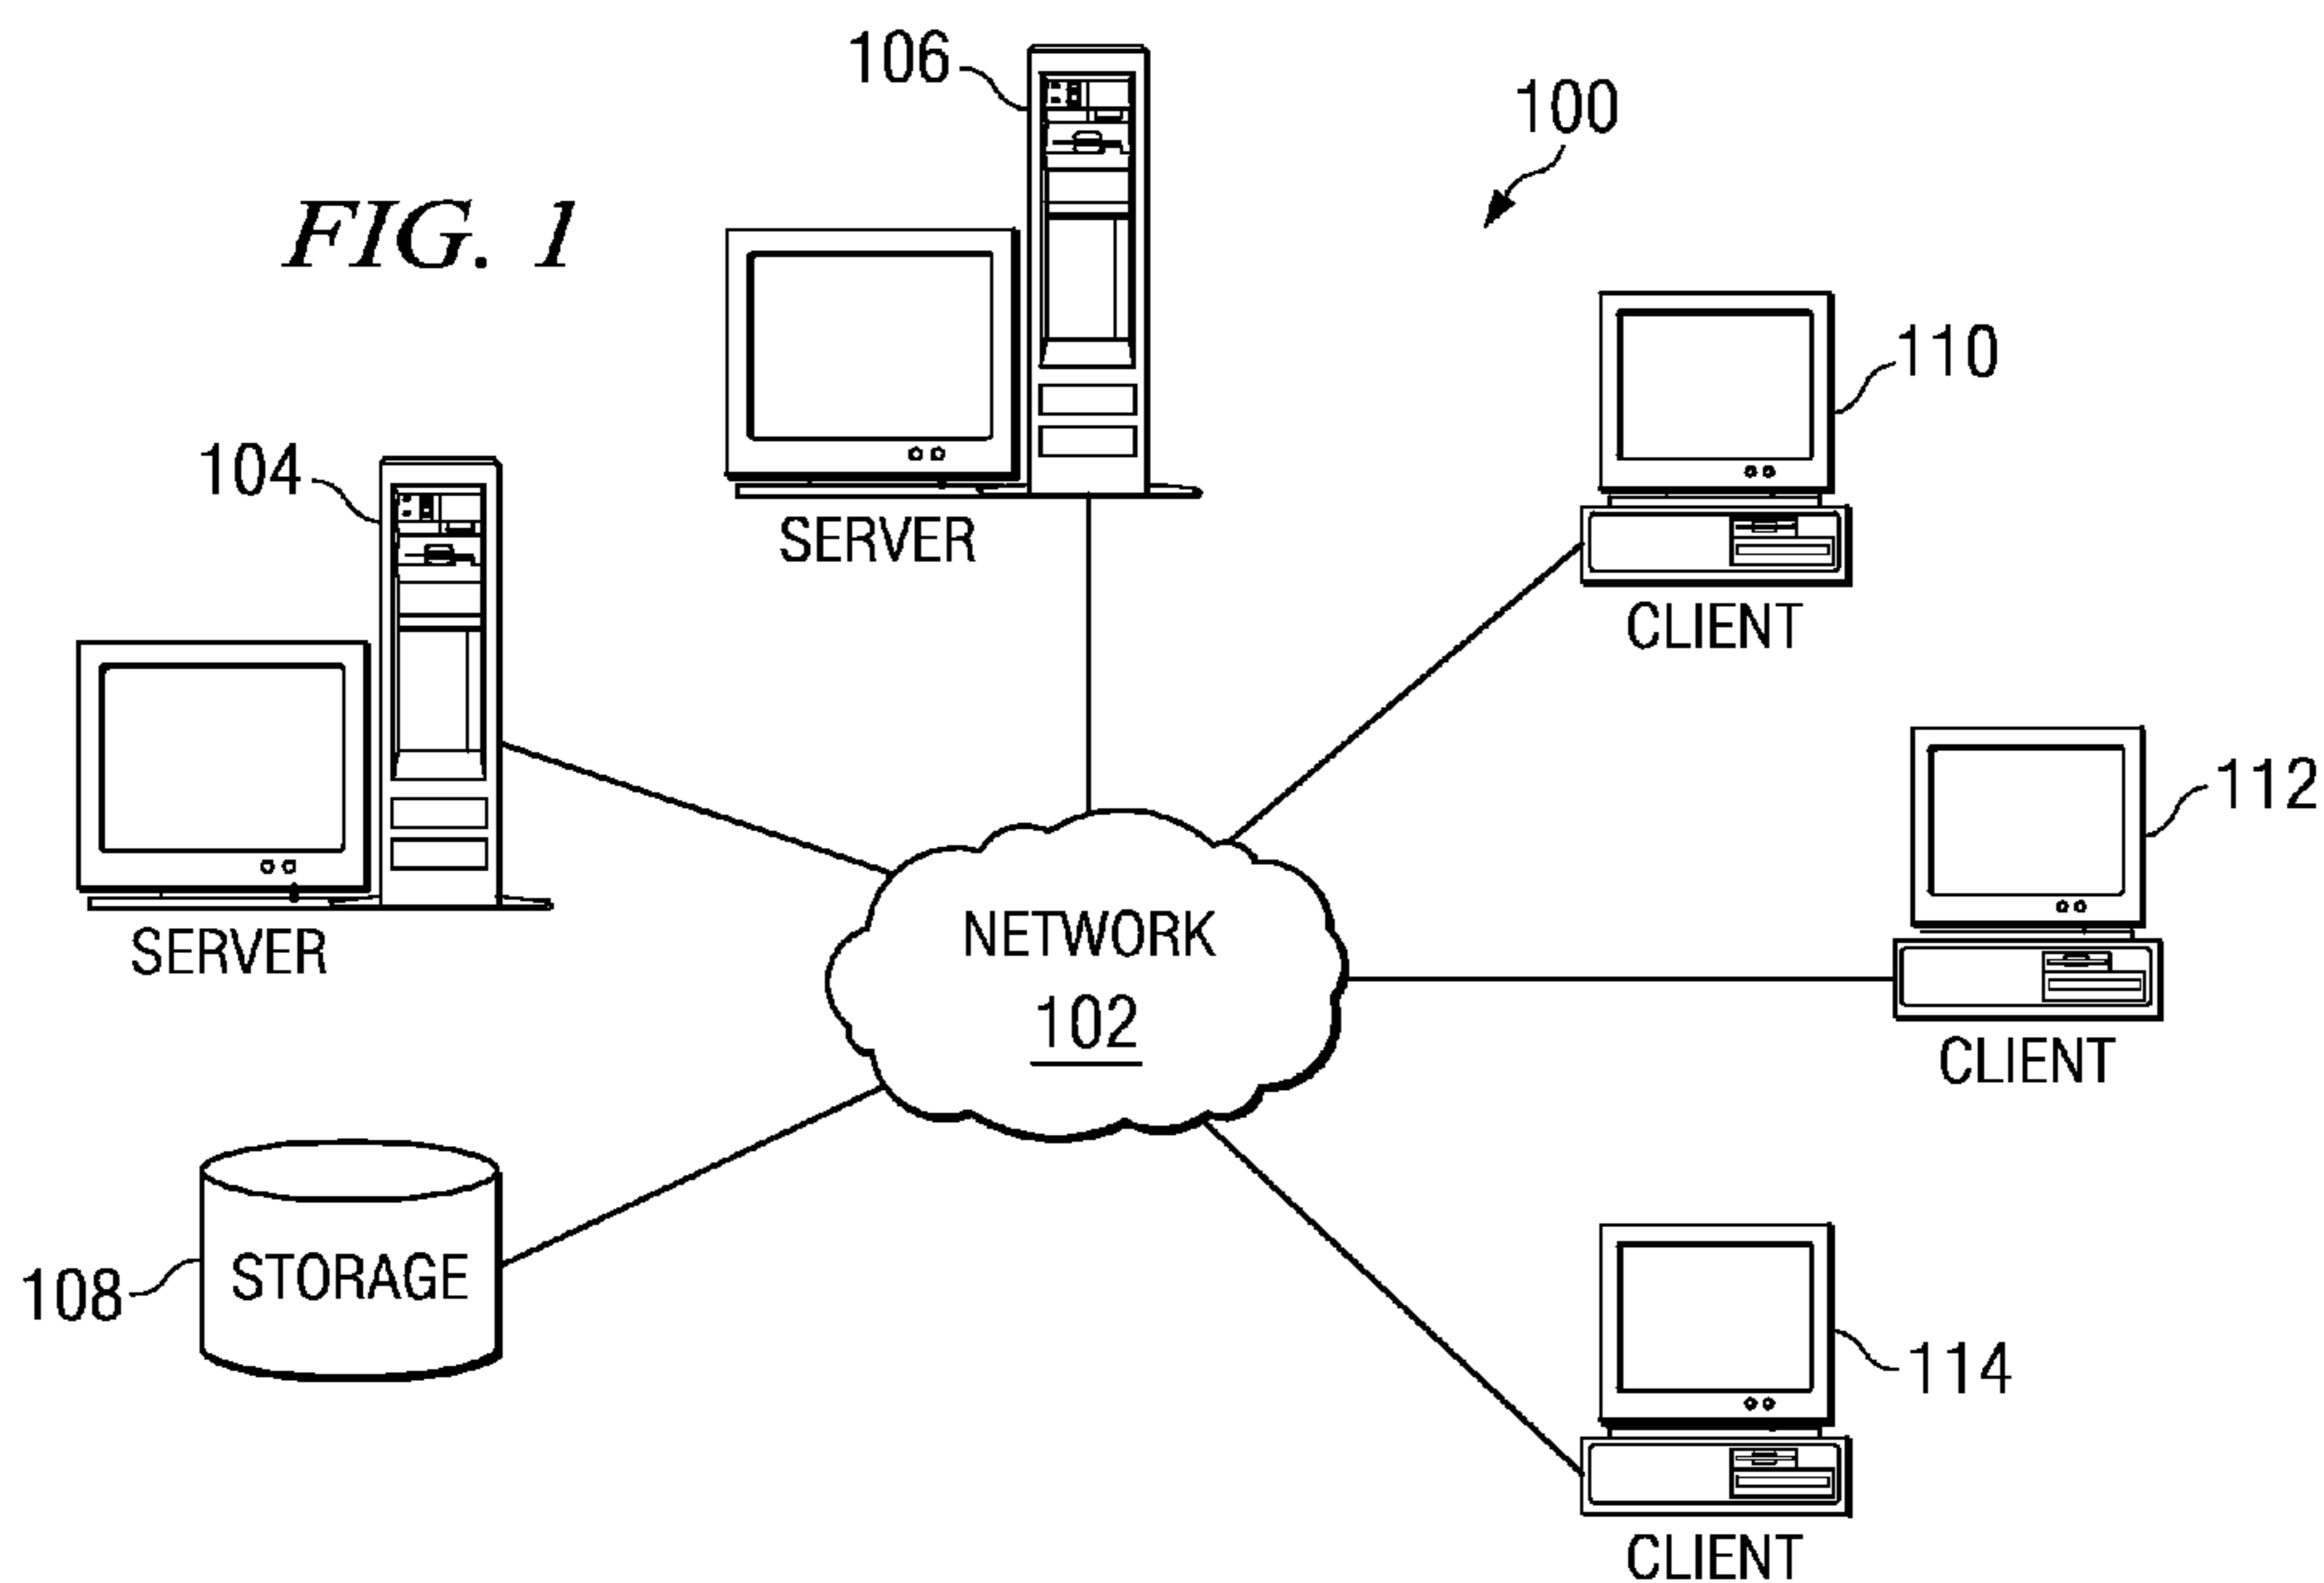 106
100
FIG. 1
110
104
SERVER
CLIENT
112
SERVER
NETWORK
102
CLIENT
108
STORAGE
114
CLIENT